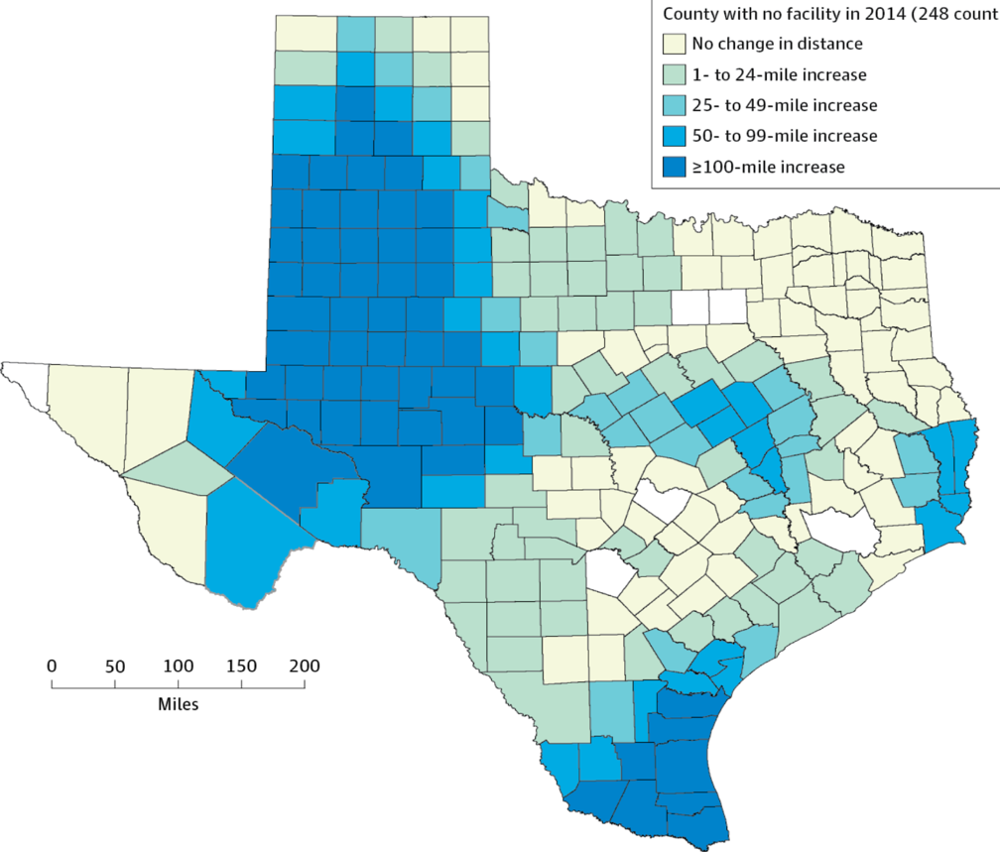 County with no facility in 2014 (248 count
No change in distance
1- to 24-mile increase
25- to 49-mile increase
50- to 99-mile increase
≥100-mile increase
0 50 100 150 200
Miles